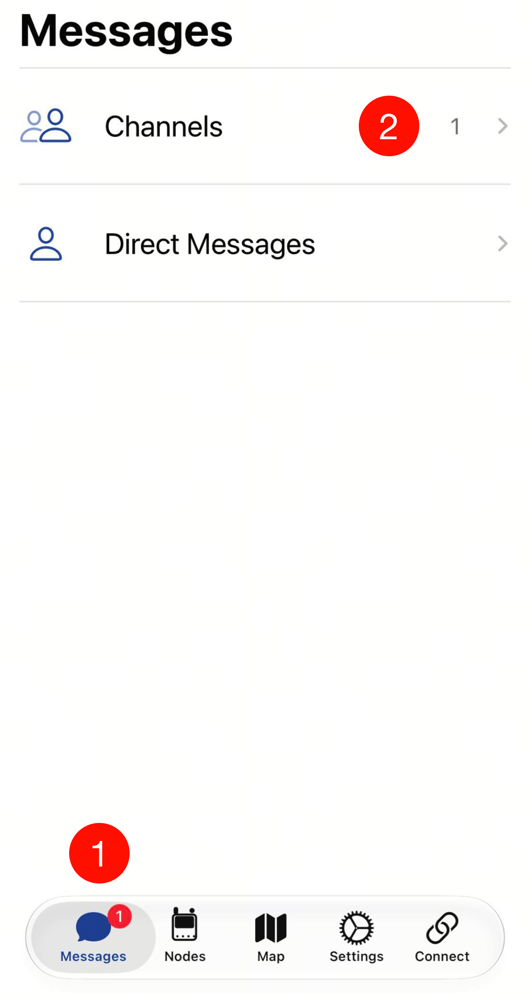 Messages
Channels 2 1
Direct Messages
1
1
Messages Nodes Map Settings Connect